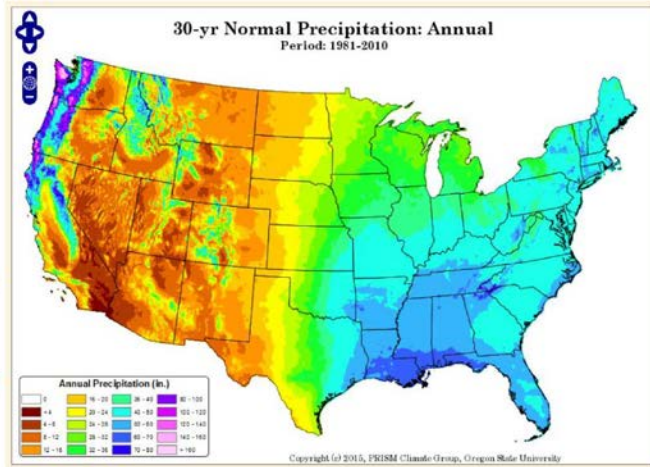 30-yr Normal Precipitation: Annual
Period: 1981-2010
Annual Precipitation (in.)
0
< 4
4 - 8
8 - 12
12 - 16
16 - 20
20 - 24
24 - 28
28 - 32
32 - 36
36 - 40
40 - 50
50 - 60
60 - 70
70 - 80
80 - 100
100 - 120
120 - 140
140 - 160
> 160
Copyright (c) 2015, PRISM Climate Group, Oregon State University